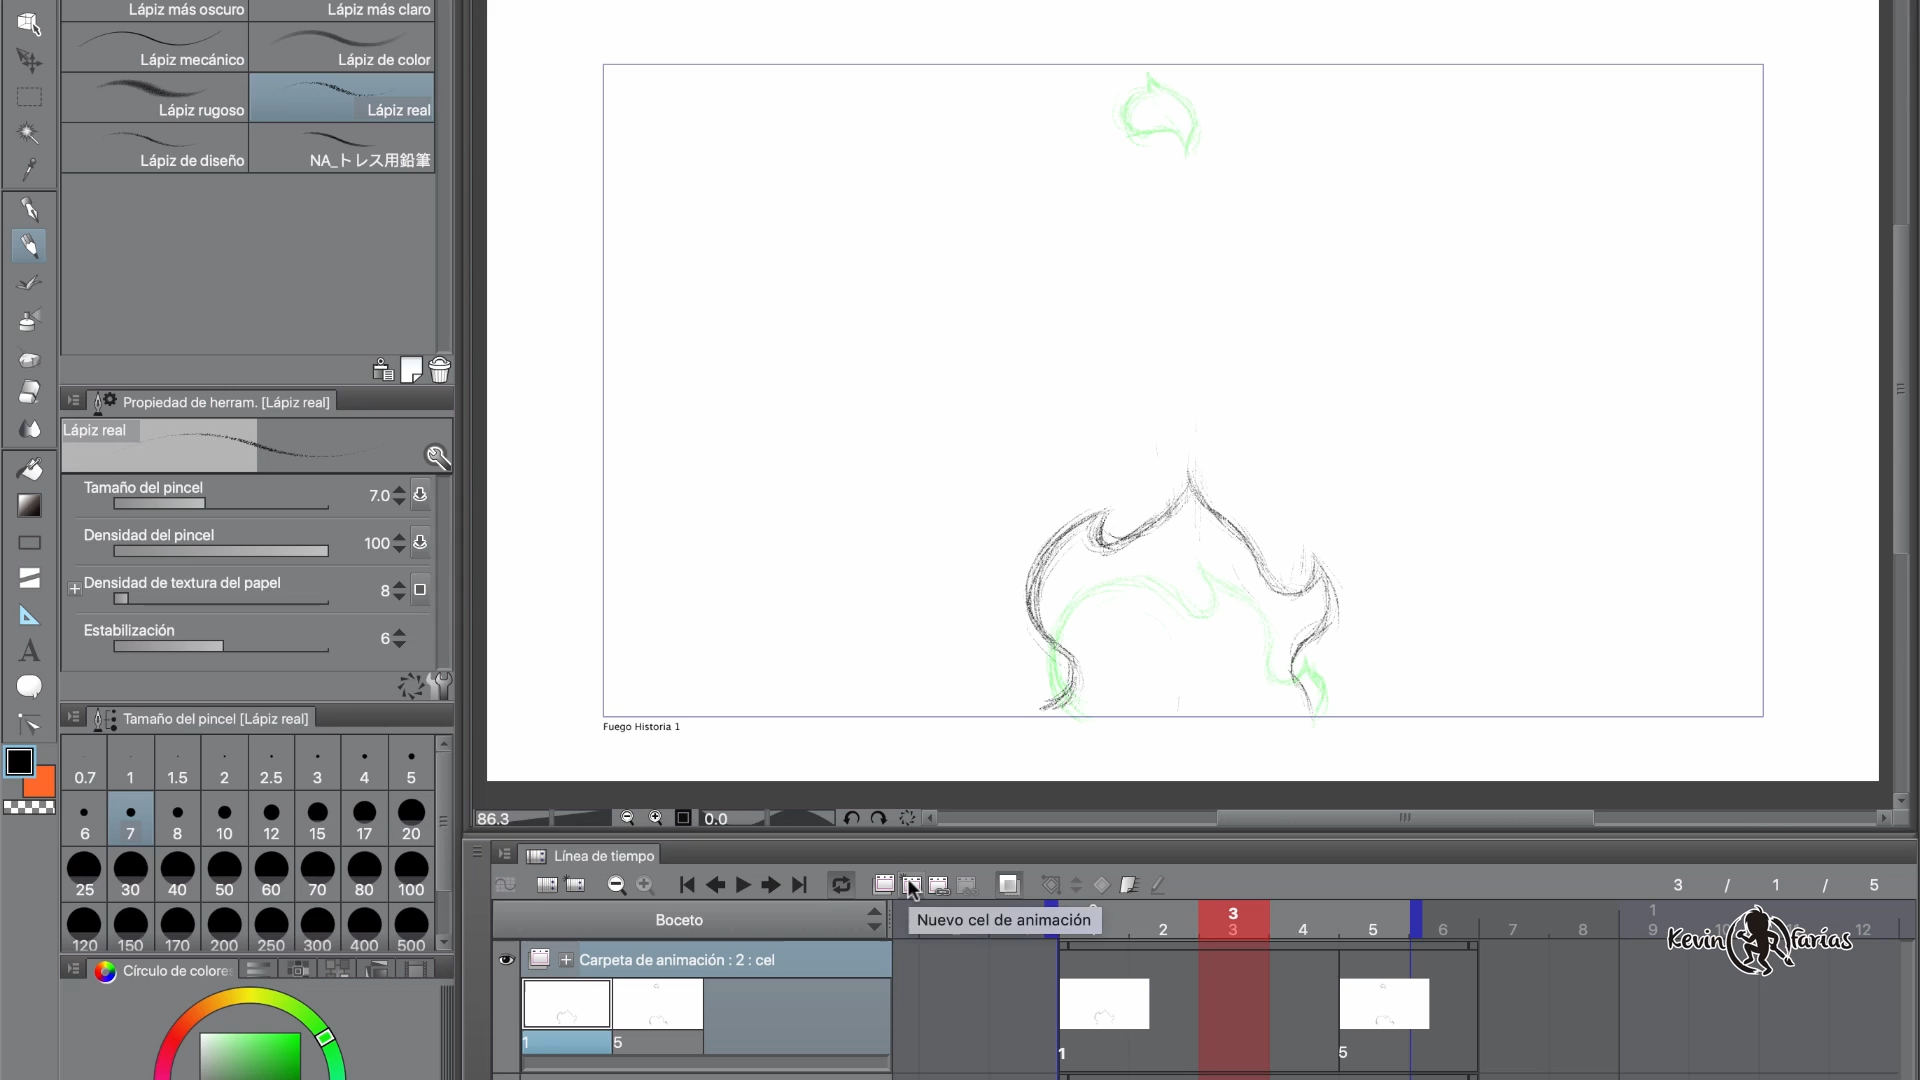 Lápiz más oscuro
Lápiz más claro
Lápiz mecánico
Lápiz de color
Lápiz rugoso
Lápiz real
Lápiz de diseño
NA_トレス用鉛筆
Propiedad de herram. [Lápiz real]
Lápiz real
Tamaño del pincel
7.0
Densidad del pincel
100
Densidad de textura del papel
8
Estabilización
6
Tamaño del pincel [Lápiz real]
0.7 1 1.5 2 2.5 3 4 5
6 7 8 10 12 15 17 20
25 30 40 50 60 70 80 100
120 150 170 200 250 300 400 500
Círculo de colores
Fuego Historia 1
86.3
0.0
Línea de tiempo
3 / 1 / 5
Boceto
Nuevo cel de animación
3 1
2 3 4 5 6 7 8 9 10 12
Kevin farías
Carpeta de animación : 2 : cel
1 5
1 5